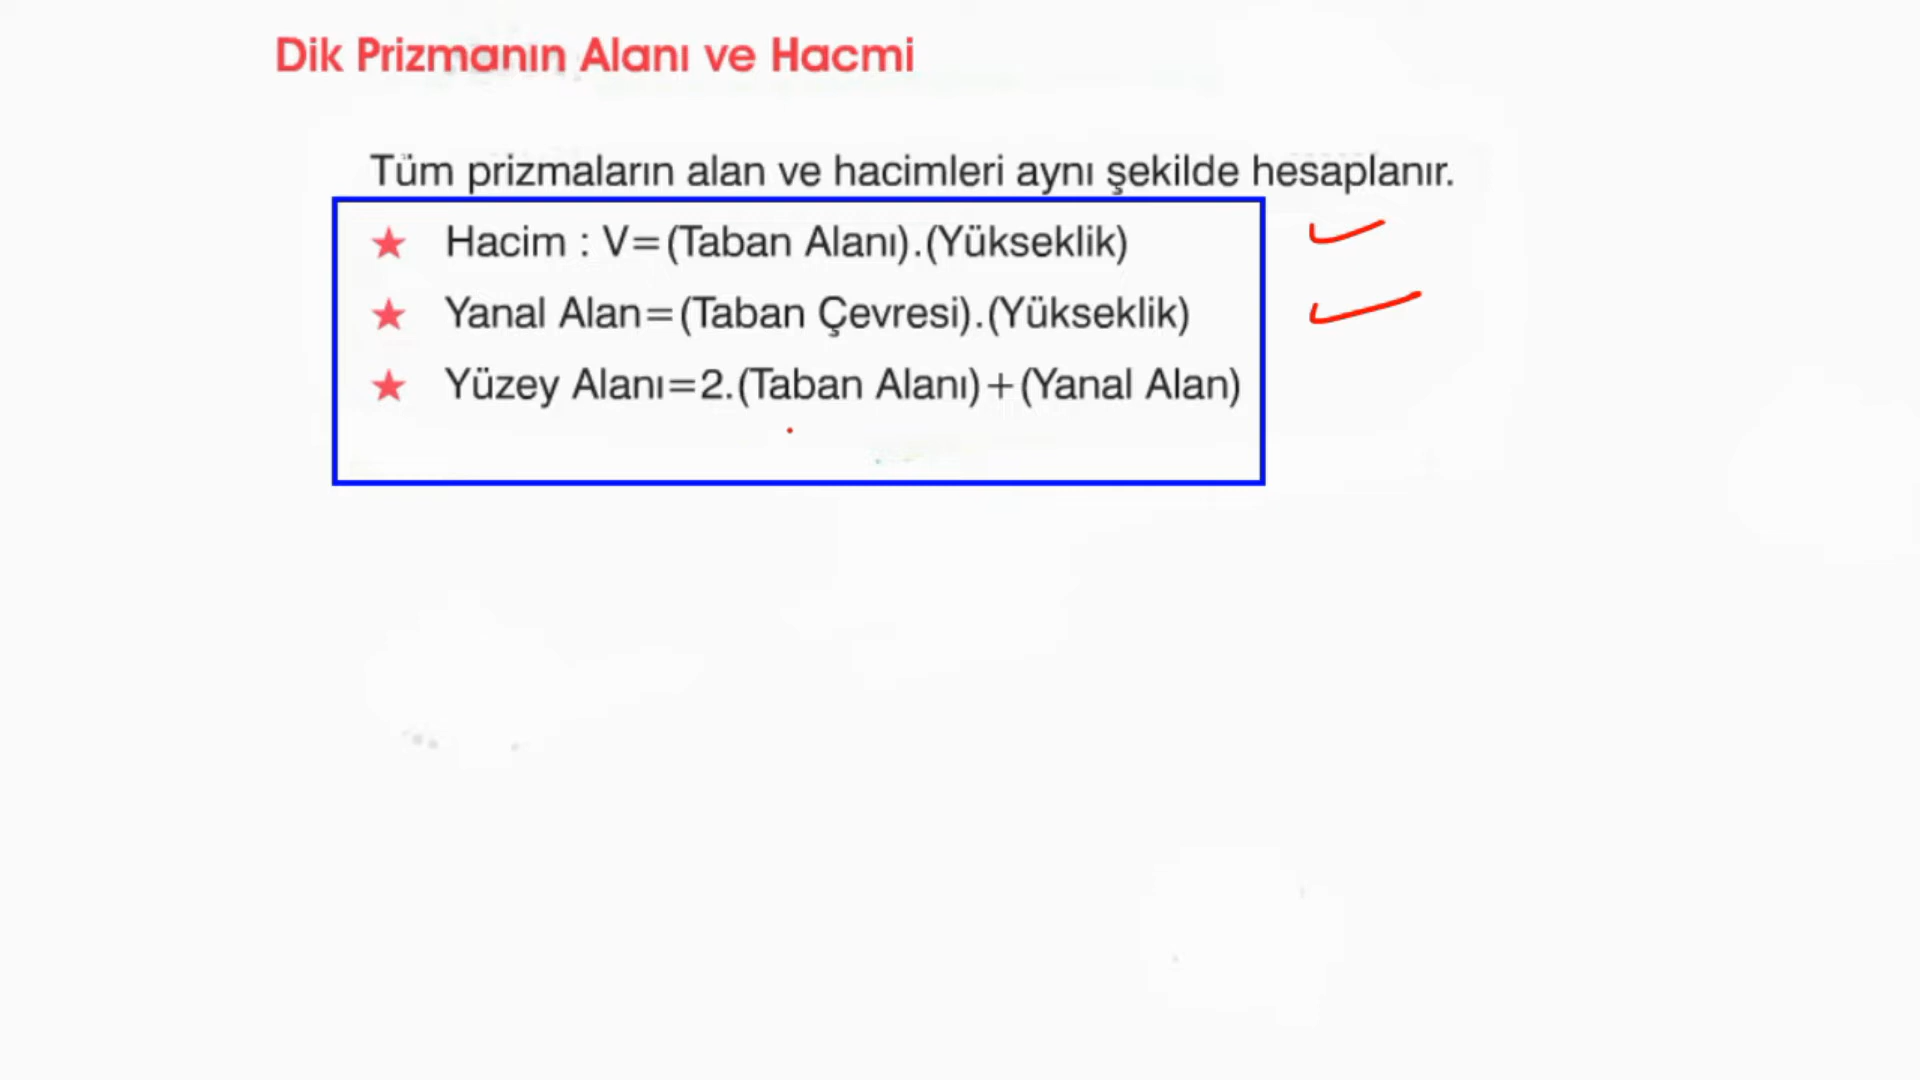 Dik Prizmanın Alanı ve Hacmi
Tüm prizmaların alan ve hacimleri aynı şekilde hesaplanır.
★ Hacim : V=(Taban Alanı).(Yükseklik)
★ Yanal Alan=(Taban Çevresi).(Yükseklik)
★ Yüzey Alanı=2.(Taban Alanı)+(Yanal Alan)